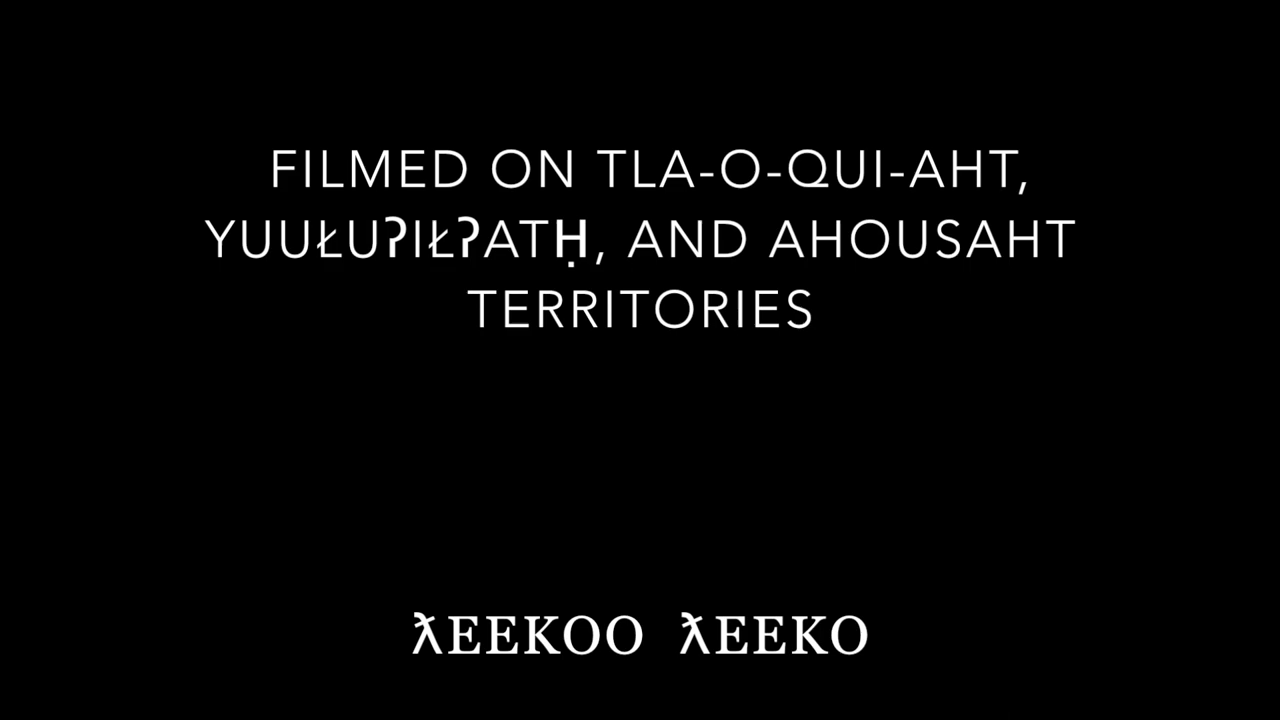 FILMED ON TLA-O-QUI-AHT,
YUUŁUʔIŁʔATḤ, AND AHOUSAHT
TERRITORIES
ƛEEKOO ƛEEKO